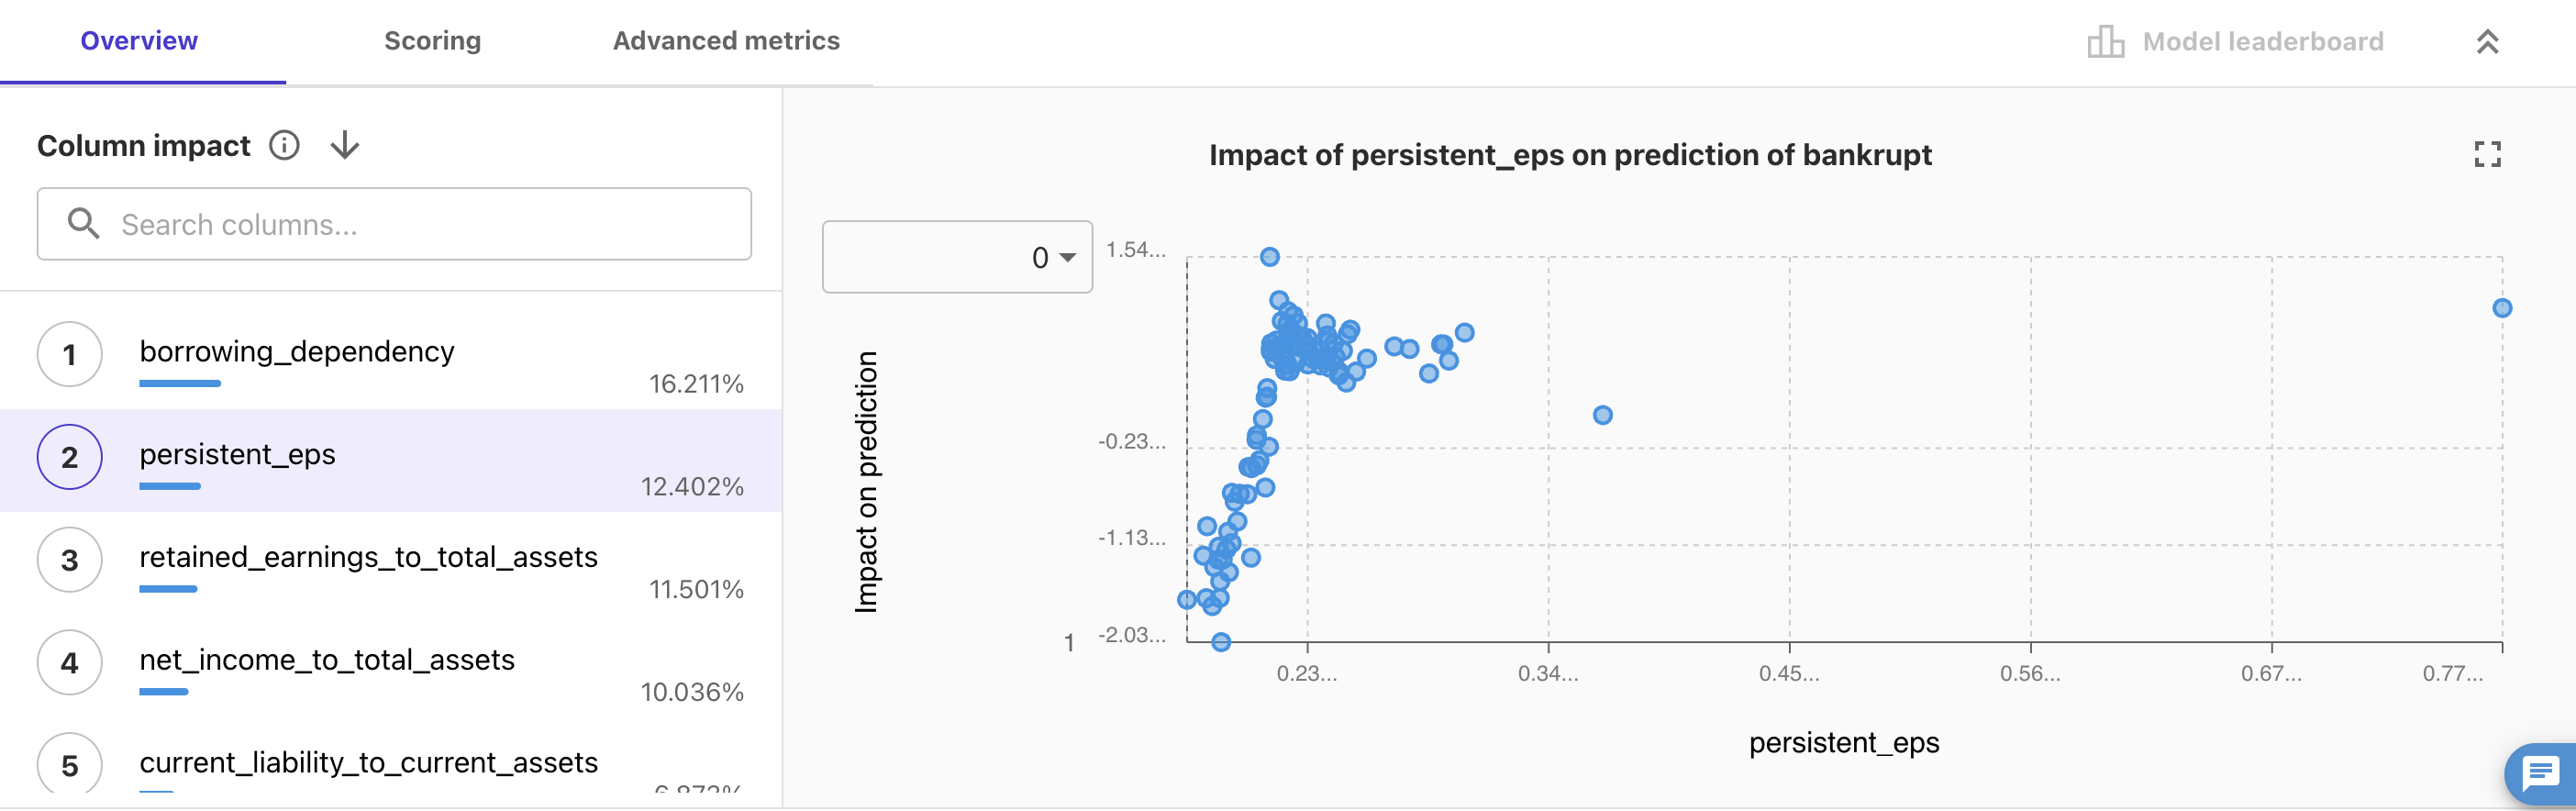 Overview
Scoring
Advanced metrics
Model leaderboard
Column impact
Search columns...
1
borrowing_dependency
16.211%
2
persistent_eps
12.402%
3
retained_earnings_to_total_assets
11.501%
4
net_income_to_total_assets
10.036%
5
current_liability_to_current_assets
Impact of persistent_eps on prediction of bankrupt
0
Impact on prediction
1
1.54...
-0.23...
-1.13...
-2.03...
0.23...
0.34...
0.45...
0.56...
0.67...
0.77...
persistent_eps